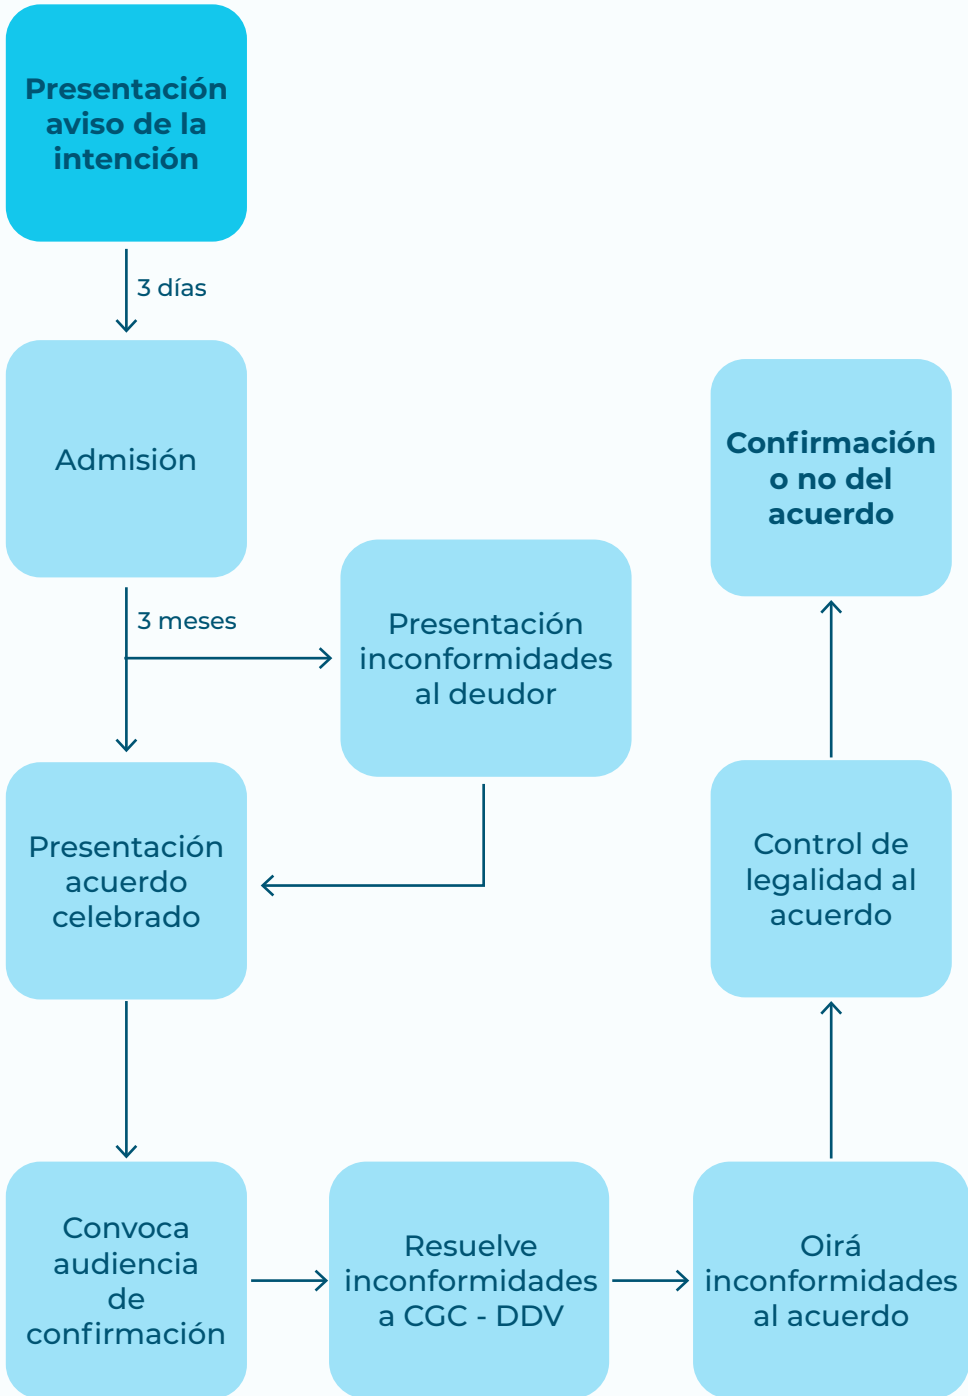 Presentación
aviso de la
intención
3 días
Admisión
3 meses
Presentación
inconformidades
al deudor
Presentación
acuerdo
celebrado
Convoca
audiencia
de
confirmación
Resuelve
inconformidades
a CGC - DDV
Oirá
inconformidades
al acuerdo
Control de
legalidad al
acuerdo
Confirmación
o no del
acuerdo